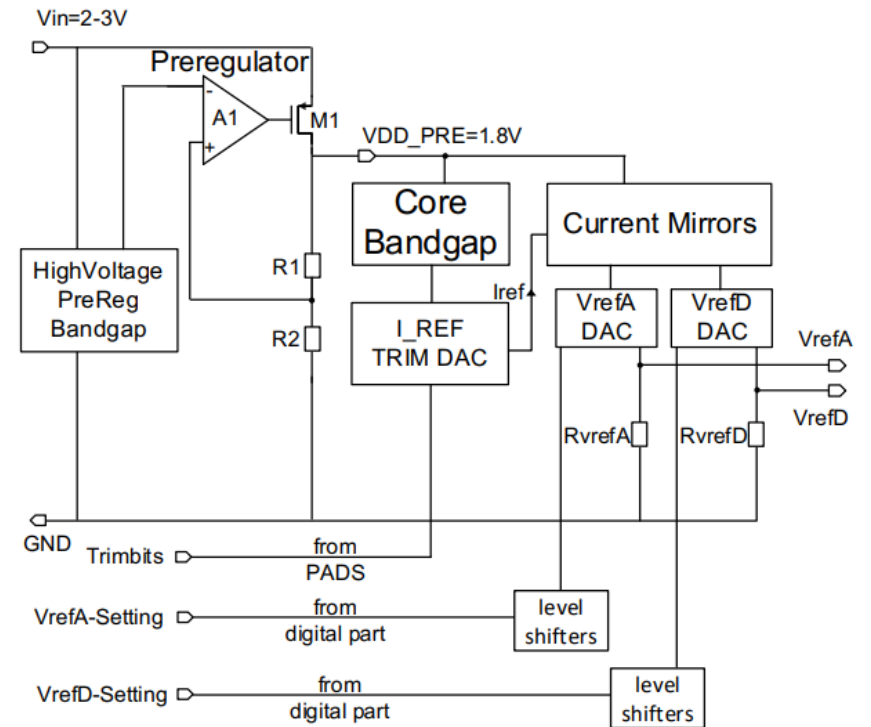 Vin=2-3V
Preregulator
-
A1
+
M1
VDD_PRE=1.8V
Core
Bandgap
Current Mirrors
HighVoltage
PreReg
Bandgap
R1
R2
Iref
I_REF
TRIM DAC
VrefA
DAC
VrefD
DAC
VrefA
VrefD
RvrefA
RvrefD
GND
Trimbits
from
PADS
VrefA-Setting
from
digital part
level
shifters
VrefD-Setting
from
digital part
level
shifters